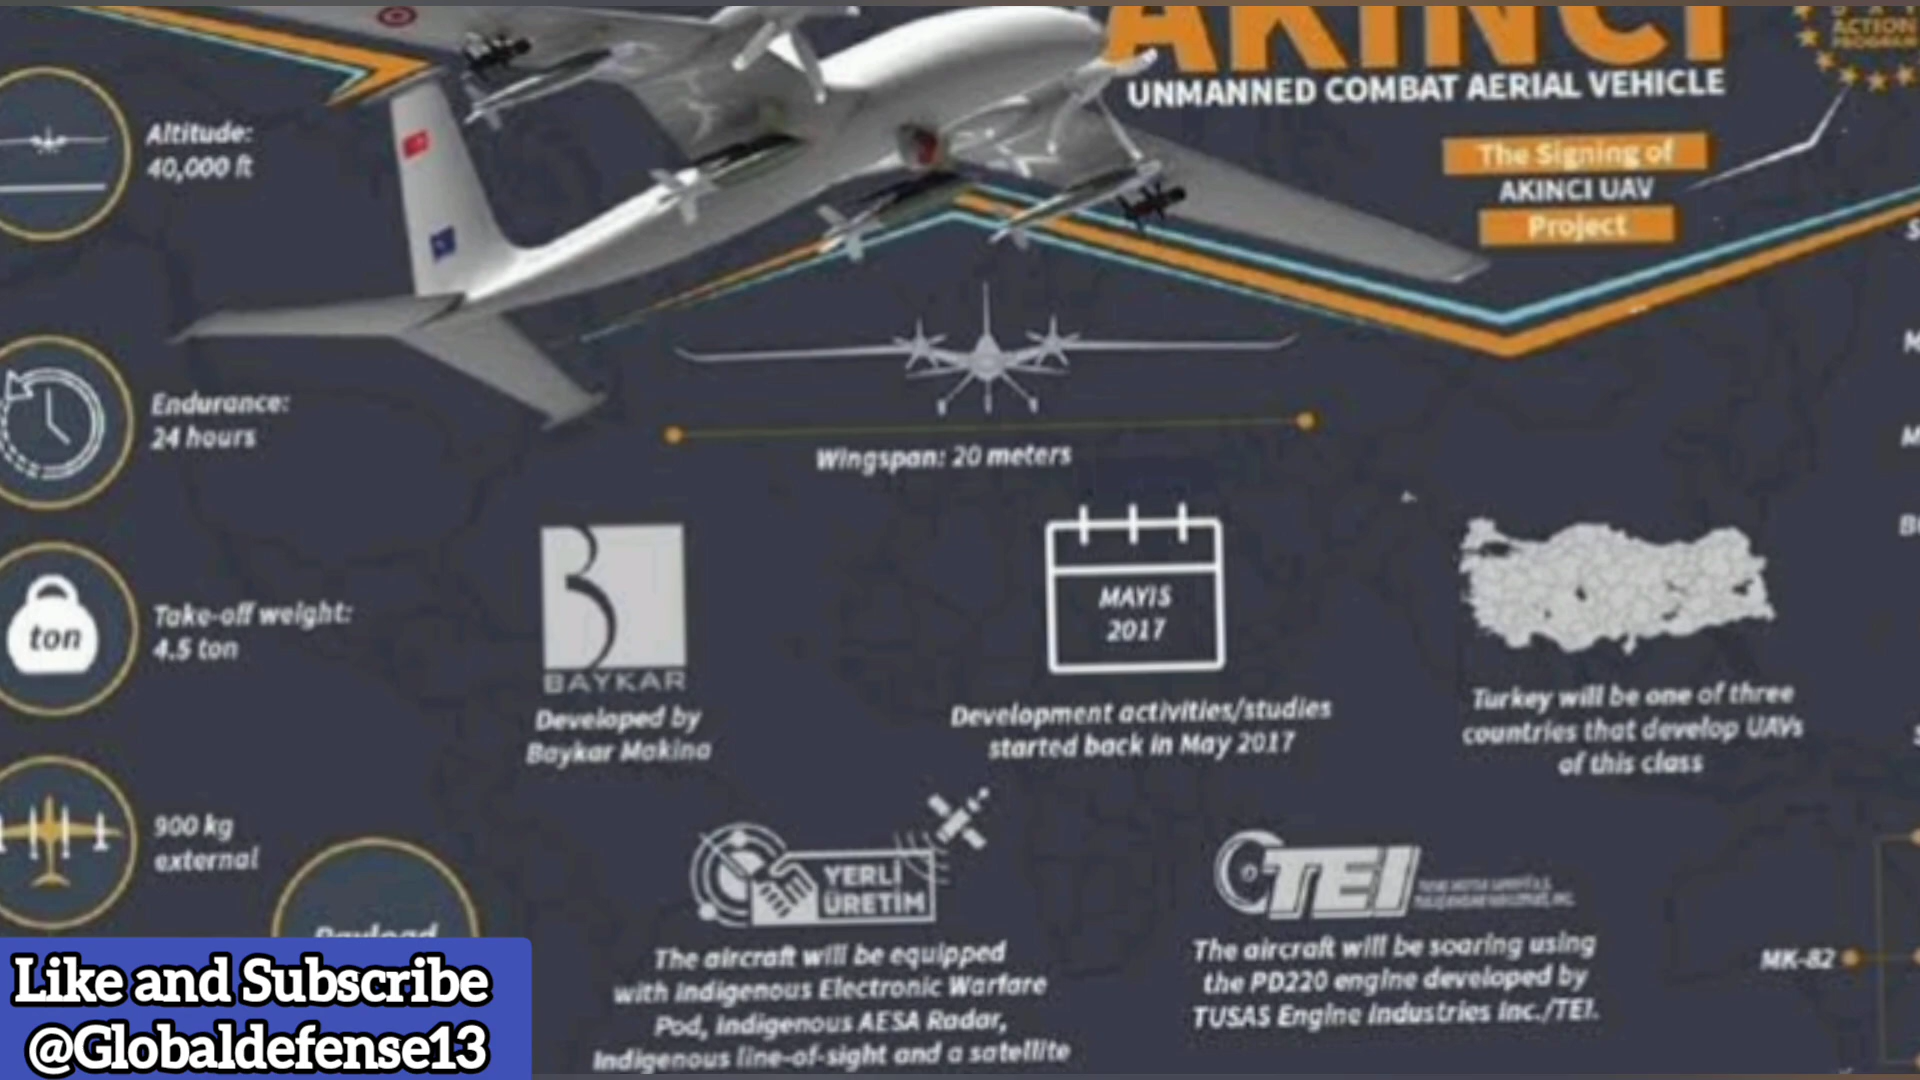 AKINCI
UNMANNED COMBAT AERIAL VEHICLE
ACTION
PROGRAM
The Signing of
AKINCI UAV
Project
Altitude:
40,000 ft
Endurance:
24 hours
Wingspan: 20 meters
ton
Take-off weight:
4.5 ton
BAYKAR
Developed by
Baykar Makina
MAYIS
2017
Development activities/studies
started back in May 2017
Turkey will be one of three
countries that develop UAVs
of this class
900 kg
external
Payload
YERLİ
ÜRETİM
The aircraft will be equipped
with Indigenous Electronic Warfare
Pod, Indigenous AESA Radar,
Indigenous line-of-sight and a satellite
TEI
The aircraft will be soaring using
the PD220 engine developed by
TUSAS Engine Industries Inc./TEI.
MK-82
Like and Subscribe
@Globaldefense13